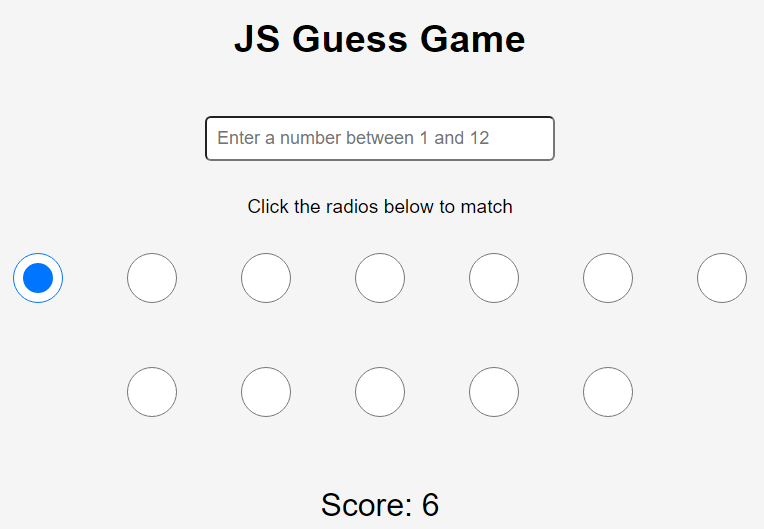 JS Guess Game
Enter a number between 1 and 12
Click the radios below to match
Score: 6